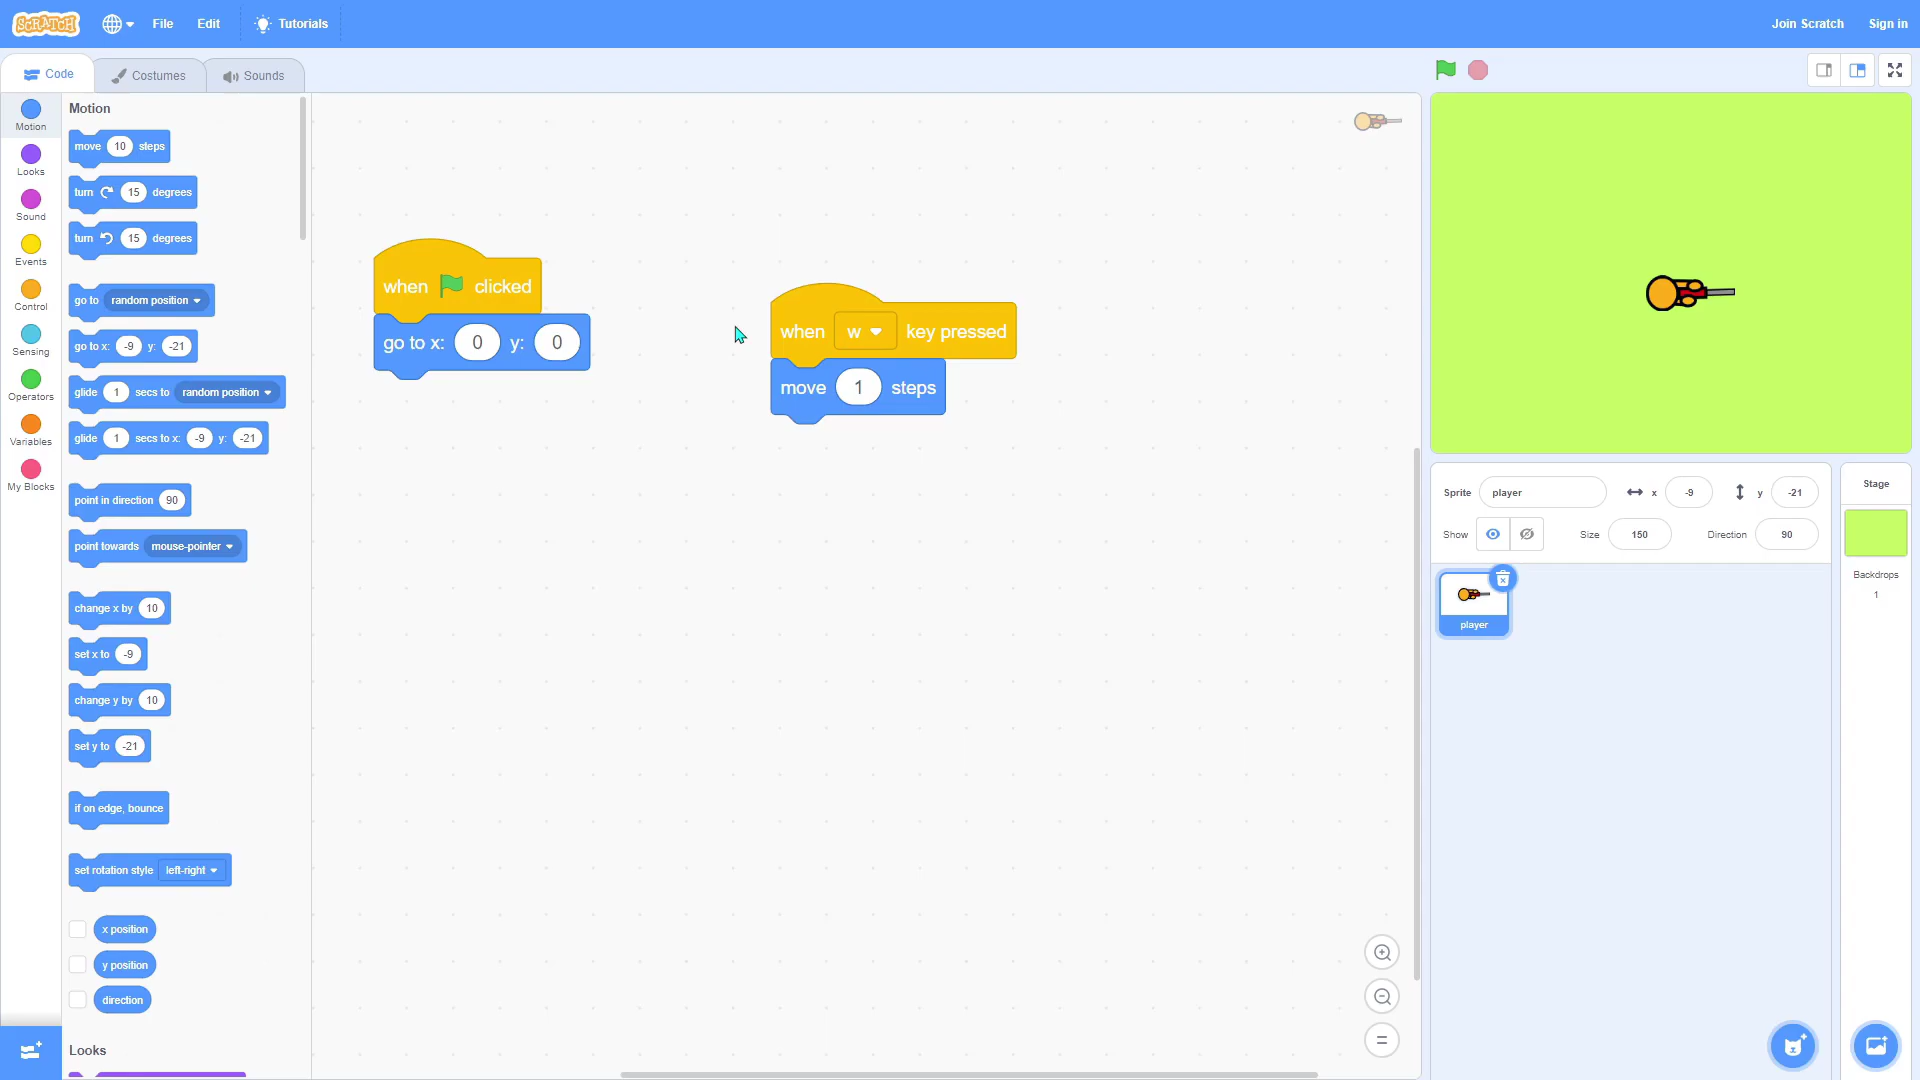 SCRATCH File Edit Tutorials Join Scratch Sign in
Code Costumes Sounds
Motion
Looks
Sound
Events
Control
Sensing
Operators
Variables
My Blocks
Motion
move 10 steps
turn 15 degrees
turn 15 degrees
go to random position
go to x: -9 y: -21
glide 1 secs to random position
glide 1 secs to x: -9 y: -21
point in direction 90
point towards mouse-pointer
change x by 10
set x to -9
change y by 10
set y to -21
if on edge, bounce
set rotation style left-right
x position
y position
direction
Looks
when clicked
go to x: 0 y: 0
when w key pressed
move 1 steps
Sprite player x -9 y -21
Show Size 150 Direction 90
player
Stage
Backdrops
1